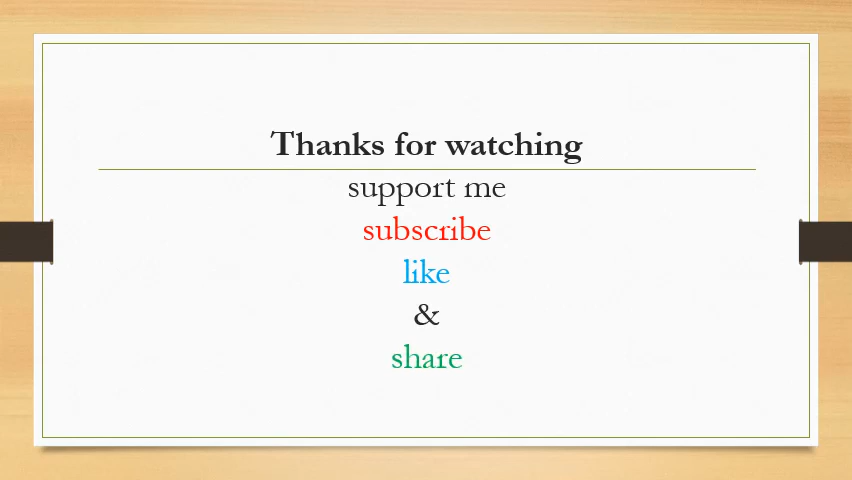 Thanks for watching
support me
subscribe
like
&
share